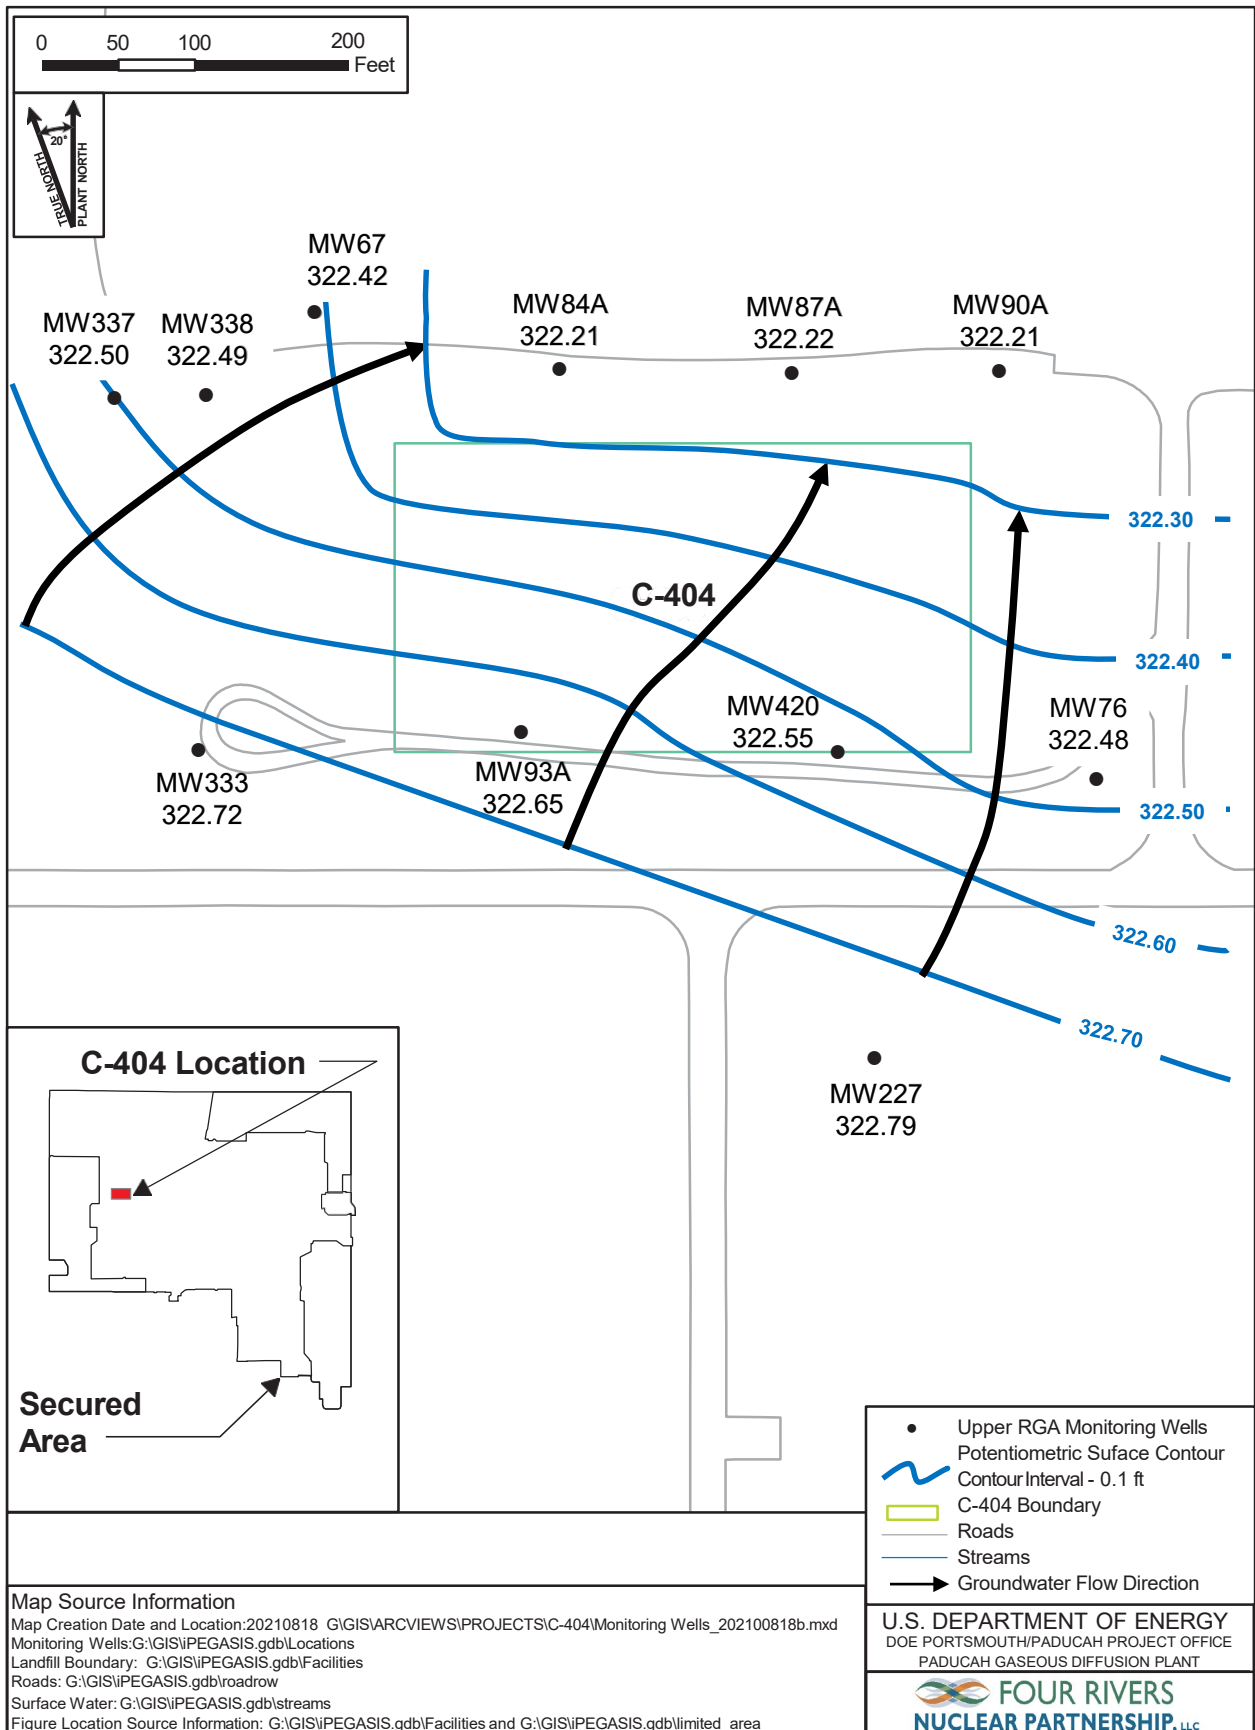 0 50 100 200
Feet
20°
TRUE NORTH
PLANT NORTH
MW67
322.42
MW337
322.50
MW338
322.49
MW84A
322.21
MW87A
322.22
MW90A
322.21
322.30
C-404
322.40
MW420
322.55
MW76
322.48
MW333
322.72
MW93A
322.65
322.50
322.60
322.70
MW227
322.79
C-404 Location
Secured
Area
Upper RGA Monitoring Wells
Potentiometric Suface Contour
Contour Interval - 0.1 ft
C-404 Boundary
Roads
Streams
Groundwater Flow Direction
Map Source Information
Map Creation Date and Location:20210818 G\GIS\ARCVIEWS\PROJECTS\C-404\Monitoring Wells_202100818b.mxd
Monitoring Wells:G:\GIS\iPEGASIS.gdb\Locations
Landfill Boundary: G:\GIS\iPEGASIS.gdb\Facilities
Roads: G:\GIS\iPEGASIS.gdb\roadrow
Surface Water: G:\GIS\iPEGASIS.gdb\streams
Figure Location Source Information: G:\GIS\iPEGASIS.gdb\Facilities and G:\GIS\iPEGASIS.gdb\limited_area
U.S. DEPARTMENT OF ENERGY
DOE PORTSMOUTH/PADUCAH PROJECT OFFICE
PADUCAH GASEOUS DIFFUSION PLANT
FOUR RIVERS
NUCLEAR PARTNERSHIP, LLC